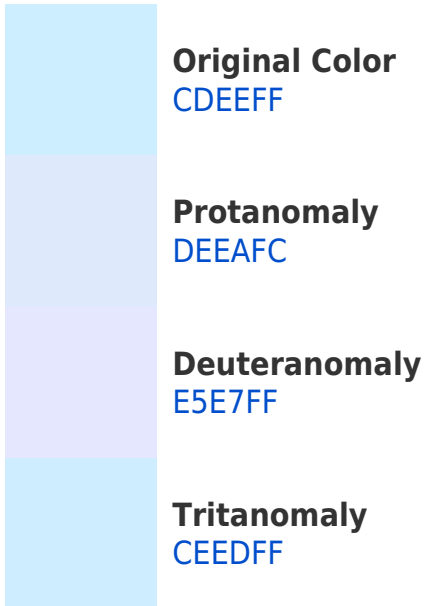 Original Color
CDEEFF
Protanomaly
DEEAFC
Deuteranomaly
E5E7FF
Tritanomaly
CEEDFF